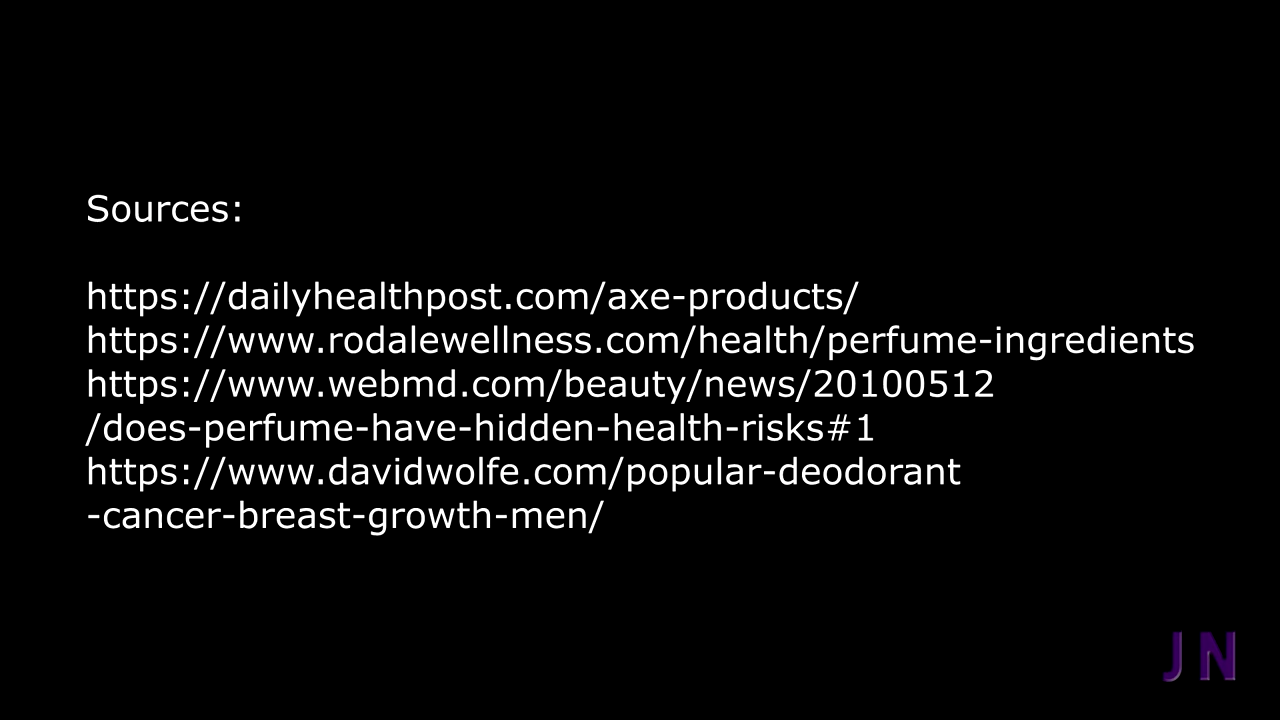 Sources:
https://dailyhealthpost.com/axe-products/
https://www.rodalewellness.com/health/perfume-ingredients
https://www.webmd.com/beauty/news/20100512
/does-perfume-have-hidden-health-risks#1
https://www.davidwolfe.com/popular-deodorant
-cancer-breast-growth-men/
JN